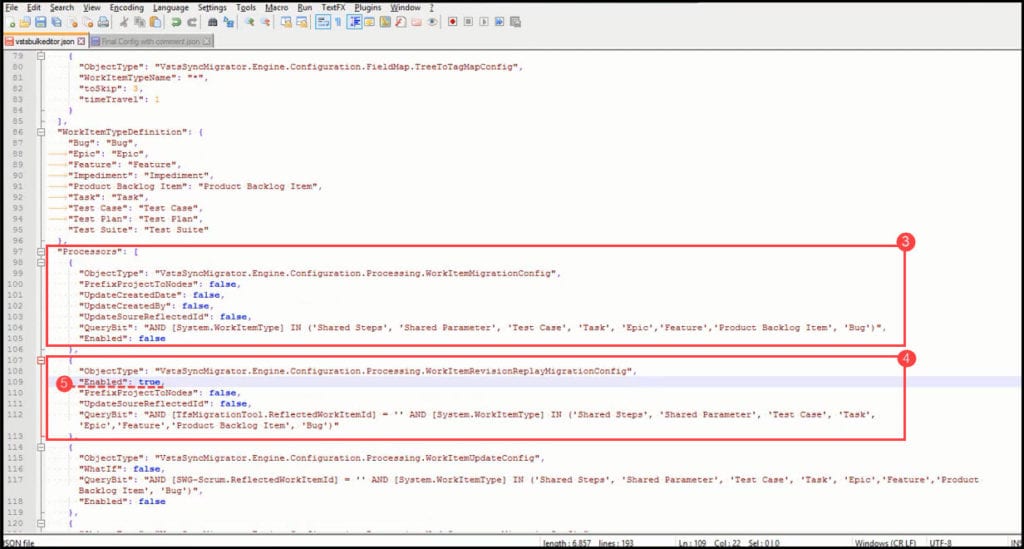 File Edit Search View Encoding Language Settings Tools Macro Run TextFX Plugins Window ?
vstsbulkeditor.json Final Config with comment.json
79 {
80 "ObjectType": "VstsSyncMigrator.Engine.Configuration.FieldMap.TreeToTagMapConfig",
81 "WorkItemTypeName": "*",
82 "toSkip": 3,
83 "timeTravel": 1
84 }
85 ],
86 "WorkItemTypeDefinition": {
87 "Bug": "Bug",
88 "Epic": "Epic",
89 "Feature": "Feature",
90 "Impediment": "Impediment",
91 "Product Backlog Item": "Product Backlog Item",
92 "Task": "Task",
93 "Test Case": "Test Case",
94 "Test Plan": "Test Plan",
95 "Test Suite": "Test Suite"
96 },
3
97 "Processors": [
98 {
99 "ObjectType": "VstsSyncMigrator.Engine.Configuration.Processing.WorkItemMigrationConfig",
100 "PrefixProjectToNodes": false,
101 "UpdateCreatedDate": false,
102 "UpdateCreatedBy": false,
103 "UpdateSoureReflectedId": false,
104 "QueryBit": "AND [System.WorkItemType] IN ('Shared Steps', 'Shared Parameter', 'Test Case', 'Task', 'Epic','Feature','Product Backlog Item', 'Bug')",
105 "Enabled": false
106 },
4
107 {
108 "ObjectType": "VstsSyncMigrator.Engine.Configuration.Processing.WorkItemRevisionReplayMigrationConfig",
109 5 "Enabled": true,
110 "PrefixProjectToNodes": false,
111 "UpdateSoureReflectedId": false,
112 "QueryBit": "AND [TfsMigrationTool.ReflectedWorkItemId] = '' AND [System.WorkItemType] IN ('Shared Steps', 'Shared Parameter', 'Test Case', 'Task',
'Epic','Feature','Product Backlog Item', 'Bug')"
113 },
114 {
115 "ObjectType": "VstsSyncMigrator.Engine.Configuration.Processing.WorkItemUpdateConfig",
116 "WhatIf": false,
117 "QueryBit": "AND [SWG-Scrum.ReflectedWorkItemId] = '' AND [System.WorkItemType] IN ('Shared Steps', 'Shared Parameter', 'Test Case', 'Task', 'Epic','Feature','Product
Backlog Item', 'Bug')",
118 "Enabled": false
119 },
120 {
JSON file length : 6,857 lines : 193 Ln : 109 Col : 22 Sel : 0 | 0 Windows (CR LF) UTF-8 INS